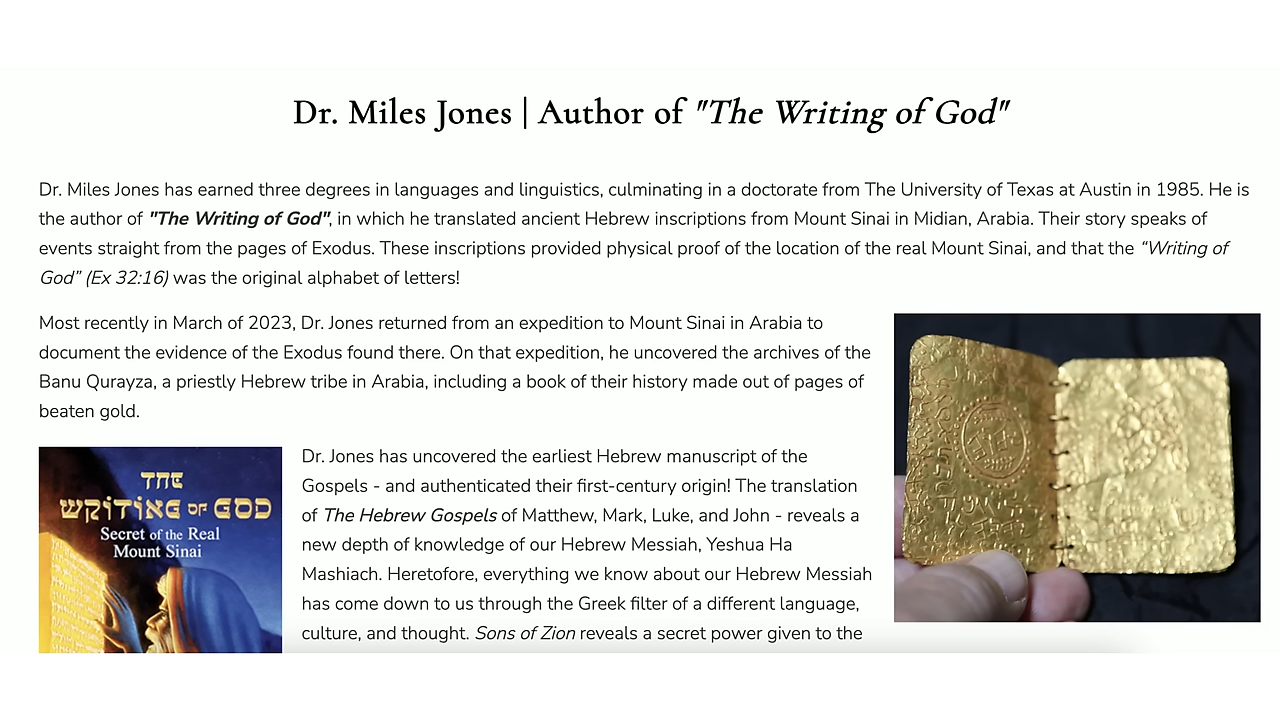 Dr. Miles Jones | Author of "The Writing of God"
Dr. Miles Jones has earned three degrees in languages and linguistics, culminating in a doctorate from The University of Texas at Austin in 1985. He is
the author of "The Writing of God", in which he translated ancient Hebrew inscriptions from Mount Sinai in Midian, Arabia. Their story speaks of
events straight from the pages of Exodus. These inscriptions provided physical proof of the location of the real Mount Sinai, and that the “Writing of
God” (Ex 32:16) was the original alphabet of letters!
Most recently in March of 2023, Dr. Jones returned from an expedition to Mount Sinai in Arabia to
document the evidence of the Exodus found there. On that expedition, he uncovered the archives of the
Banu Qurayza, a priestly Hebrew tribe in Arabia, including a book of their history made out of pages of
beaten gold.
THE
WRITING OF GOD
Secret of the Real
Mount Sinai
Dr. Jones has uncovered the earliest Hebrew manuscript of the
Gospels - and authenticated their first-century origin! The translation
of The Hebrew Gospels of Matthew, Mark, Luke, and John - reveals a
new depth of knowledge of our Hebrew Messiah, Yeshua Ha
Mashiach. Heretofore, everything we know about our Hebrew Messiah
has come down to us through the Greek filter of a different language,
culture, and thought. Sons of Zion reveals a secret power given to the